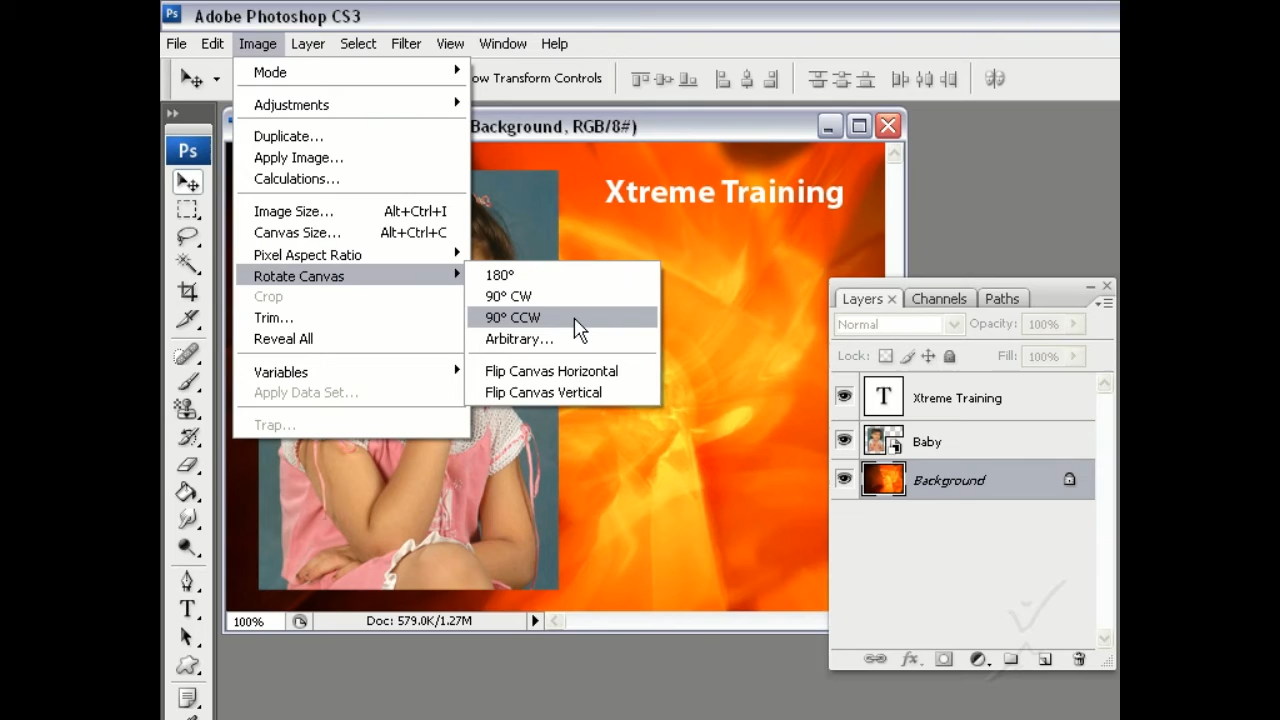 Ps Adobe Photoshop CS3
File Edit Image Layer Select Filter View Window Help
Mode
ow Transform Controls
Adjustments
Background, RGB/8#)
Duplicate...
Ps
Apply Image...
Calculations...
Xtreme Training
Image Size... Alt+Ctrl+I
Canvas Size... Alt+Ctrl+C
Pixel Aspect Ratio
Rotate Canvas
180°
90° CW
90° CCW
Arbitrary...
Flip Canvas Horizontal
Flip Canvas Vertical
Crop
Trim...
Reveal All
Variables
Apply Data Set...
Trap...
Layers × Channels Paths
Normal Opacity: 100%
Lock: Fill: 100%
T Xtreme Training
Baby
Background
100% Doc: 579.0K/1.27M
T
fx.